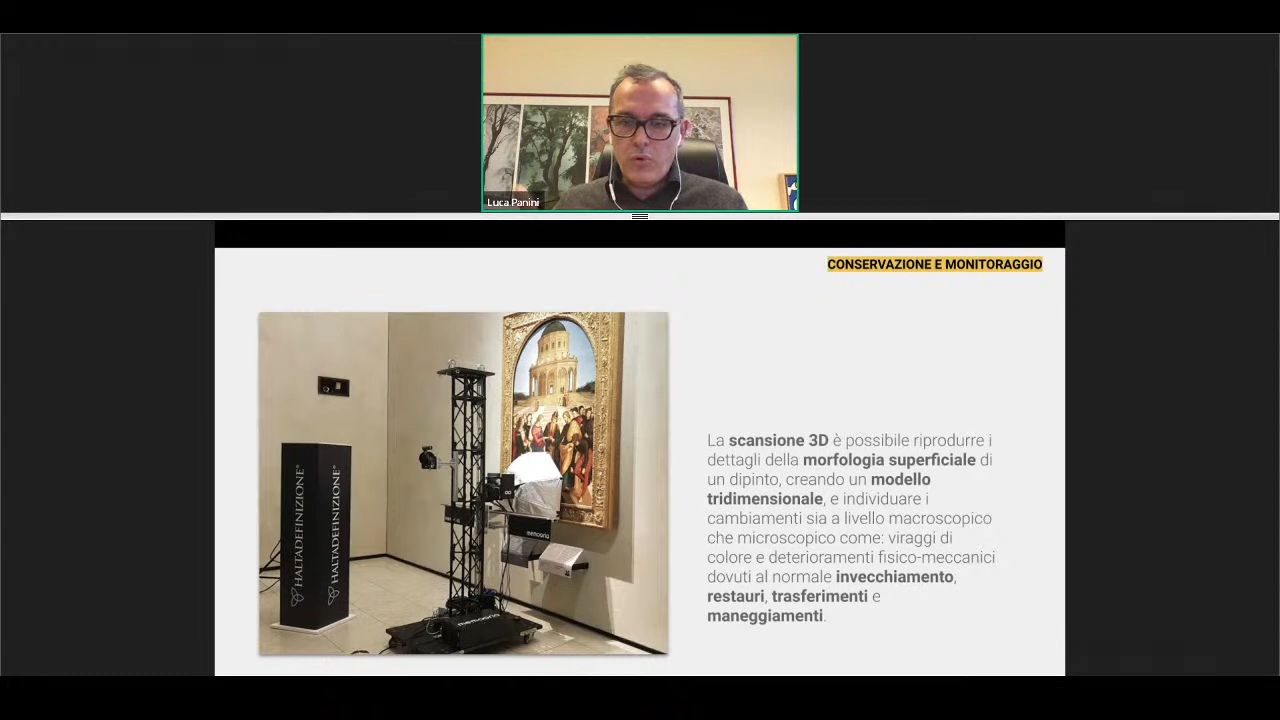 Luca Panini
CONSERVAZIONE E MONITORAGGIO
HALTADEFINIZIONE®
HALTADEFINIZIONE®
memooria
memooria
La scansione 3D è possibile riprodurre i
dettagli della morfologia superficiale di
un dipinto, creando un modello
tridimensionale, e individuare i
cambiamenti sia a livello macroscopico
che microscopico come: viraggi di
colore e deterioramenti fisico-meccanici
dovuti al normale invecchiamento,
restauri, trasferimenti e
maneggiamenti.